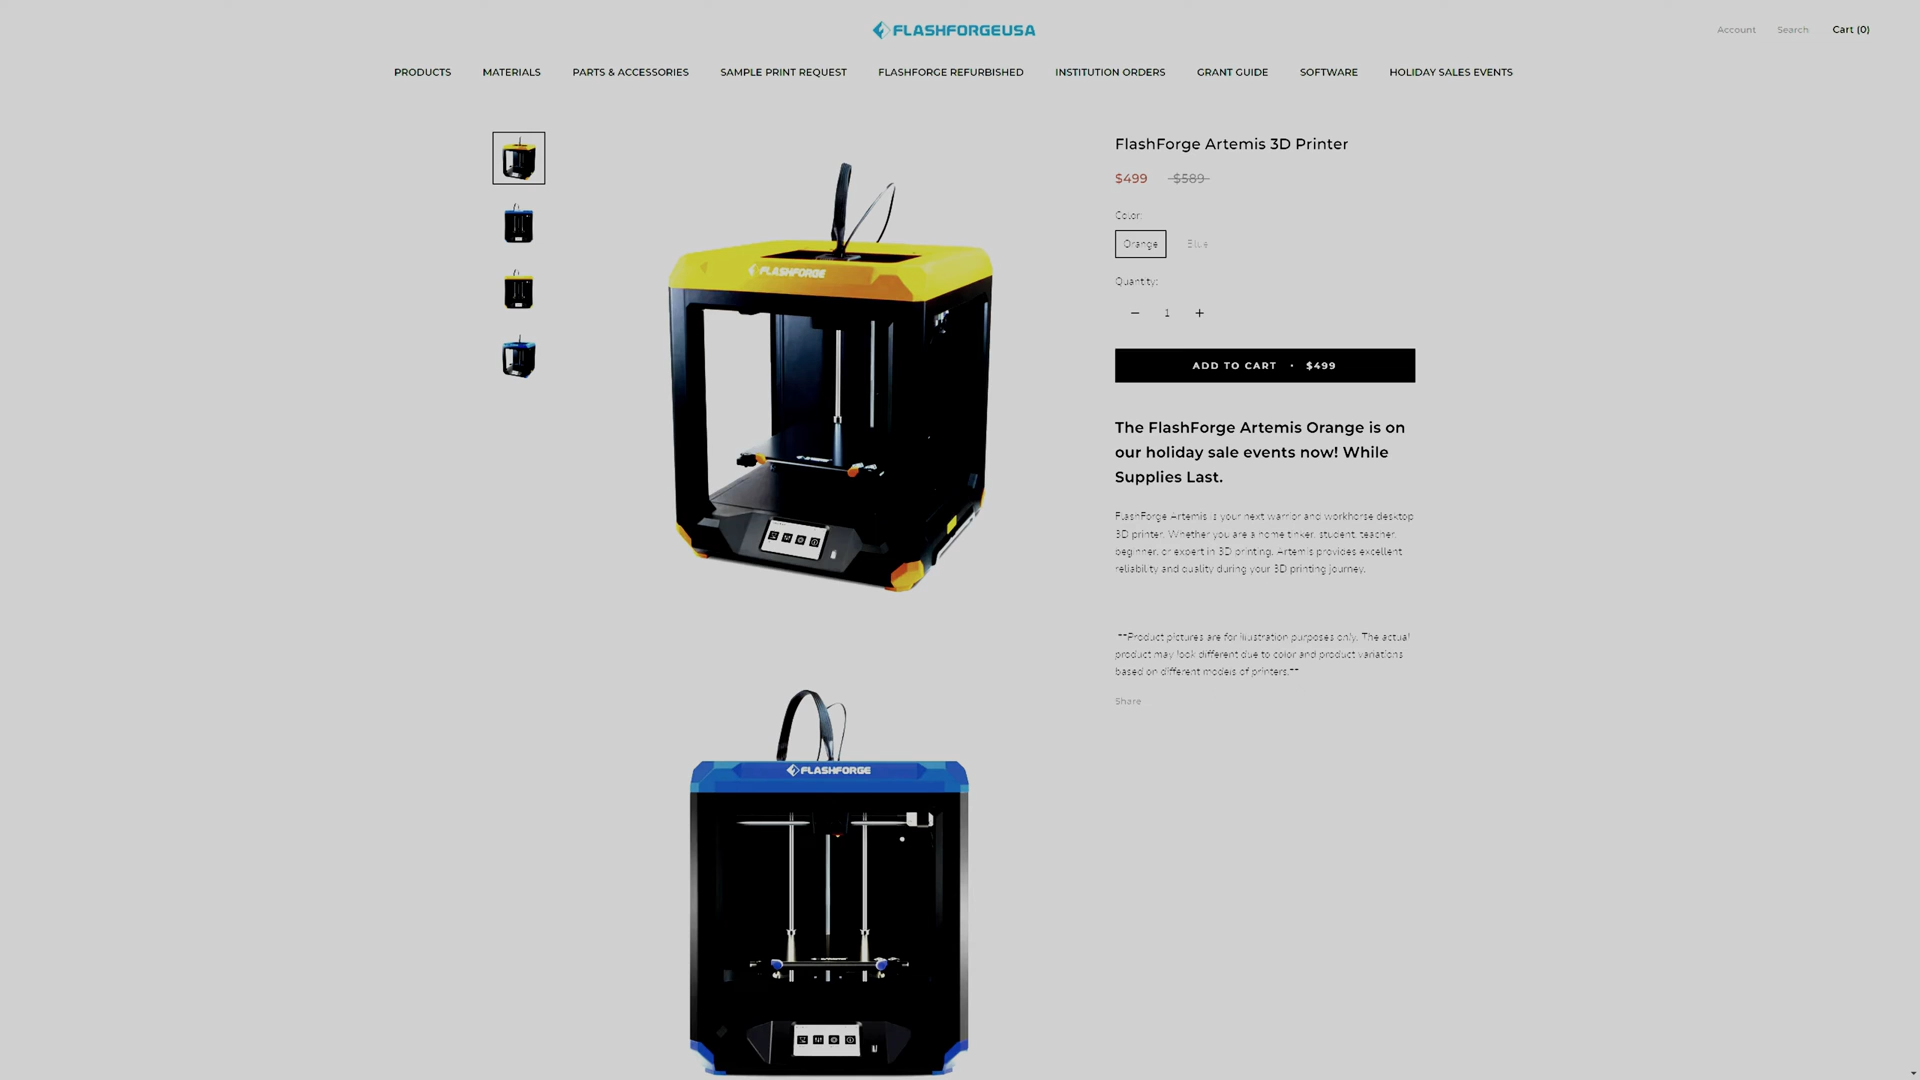 FLASHFORGEUSA
Account Search Cart (0)
PRODUCTS MATERIALS PARTS & ACCESSORIES SAMPLE PRINT REQUEST FLASHFORGE REFURBISHED INSTITUTION ORDERS GRANT GUIDE SOFTWARE HOLIDAY SALES EVENTS
FlashForge Artemis 3D Printer
$499 $589
Color:
Orange Blue
Quantity:
− 1 +
ADD TO CART • $499
The FlashForge Artemis Orange is on
our holiday sale events now! While
Supplies Last.
FlashForge Artemis is your next warrior and workhorse desktop
3D printer. Whether you are a home tinker, student, teacher,
beginner, or expert in 3D printing, Artemis provides excellent
reliability and quality during your 3D printing journey.
**Product pictures are for illustration purposes only. The actual
product may look different due to color and product variations
based on different models of printers.**
Share
FLASHFORGE
FLASHFORGE